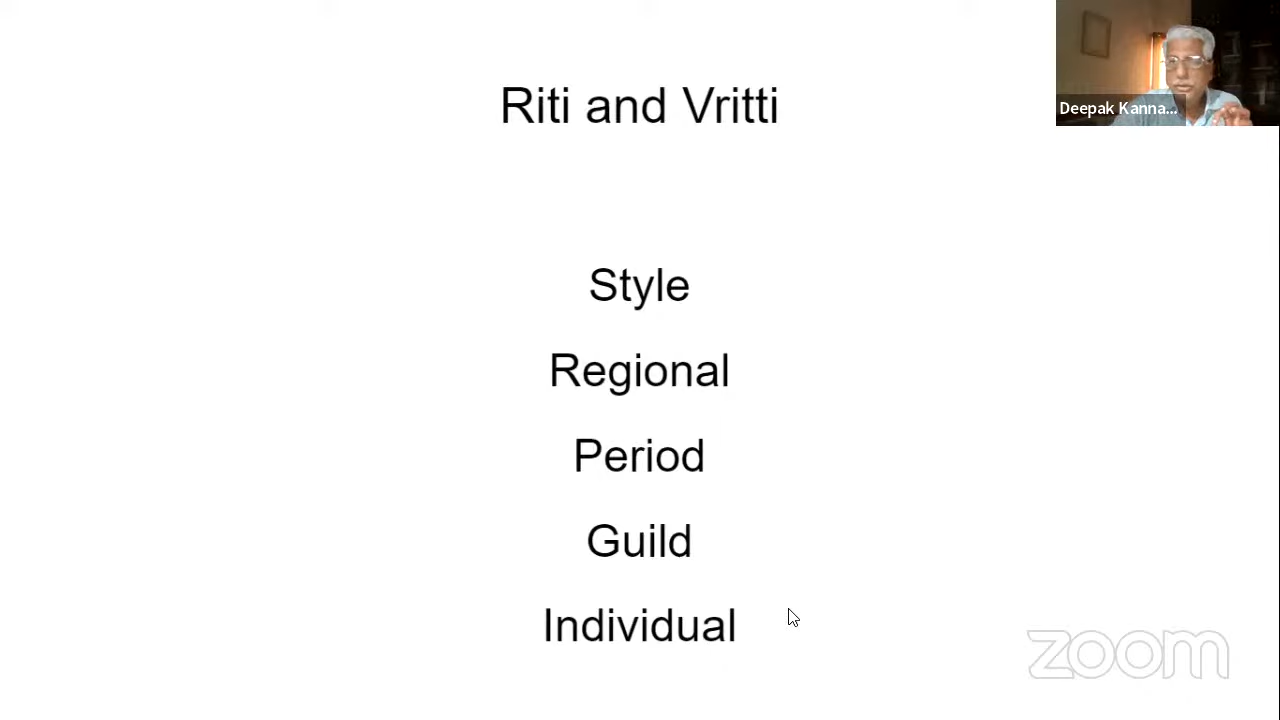 Riti and Vritti
Deepak Kanna...
Style
Regional
Period
Guild
Individual
zoom